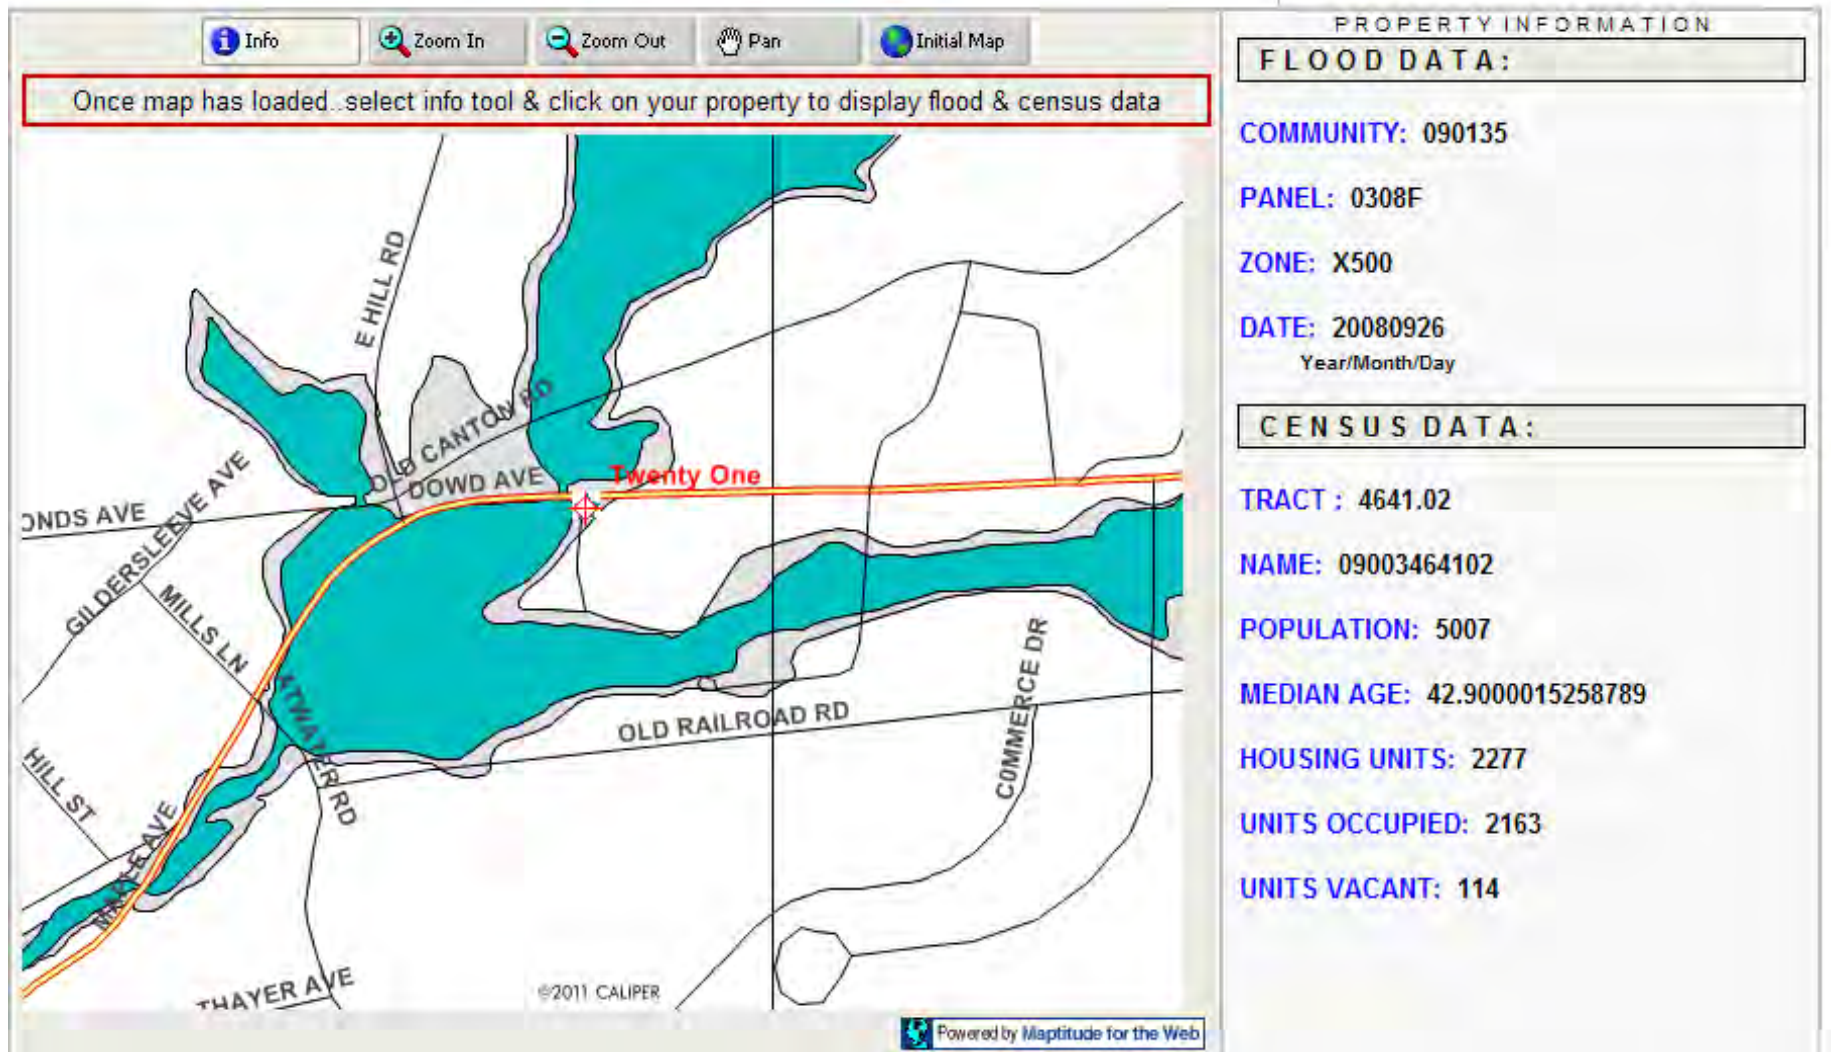 Info
Zoom In
Zoom Out
Pan
Initial Map
Once map has loaded..select info tool & click on your property to display flood & census data
E HILL RD
OLD CANTON RD
DOWD AVE
Twenty One
ONDS AVE
GILDERSLEEVE AVE
MILLS LN
ATWATER RD
OLD RAILROAD RD
COMMERCE DR
HILL ST
MAPLE AVE
THAYER AVE
©2011 CALIPER
Powered by Maptitude for the Web
PROPERTY INFORMATION
FLOOD DATA:
COMMUNITY: 090135
PANEL: 0308F
ZONE: X500
DATE: 20080926
Year/Month/Day
CENSUS DATA:
TRACT : 4641.02
NAME: 09003464102
POPULATION: 5007
MEDIAN AGE: 42.9000015258789
HOUSING UNITS: 2277
UNITS OCCUPIED: 2163
UNITS VACANT: 114